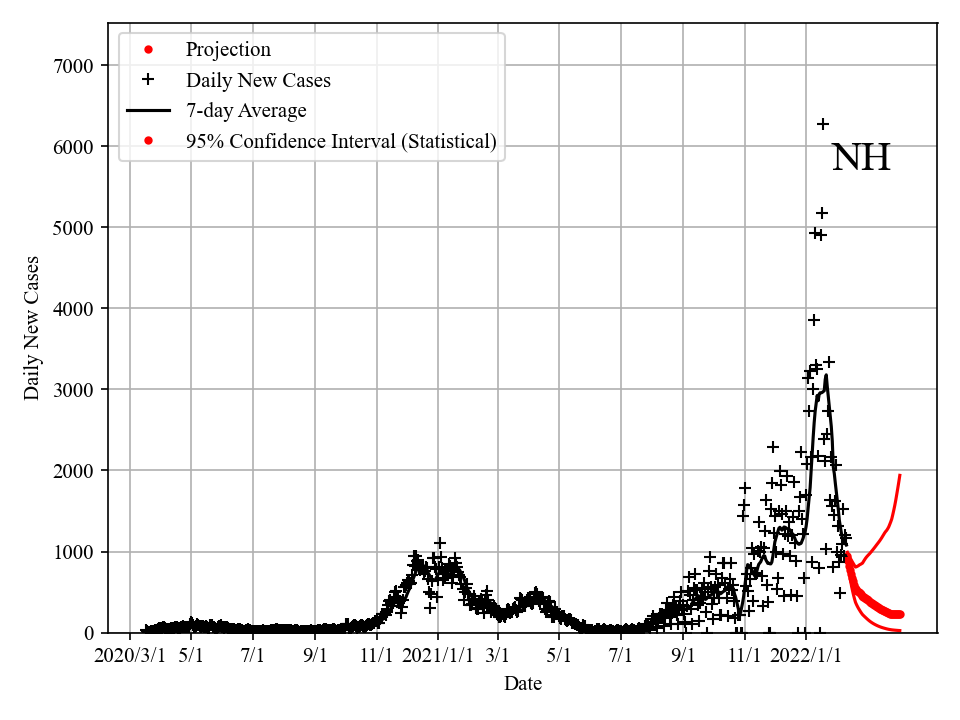 Projection
Daily New Cases
7-day Average
95% Confidence Interval (Statistical)
NH
Daily New Cases
7000
6000
5000
4000
3000
2000
1000
0
2020/3/1 5/1 7/1 9/1 11/1 2021/1/1 3/1 5/1 7/1 9/1 11/1 2022/1/1
Date